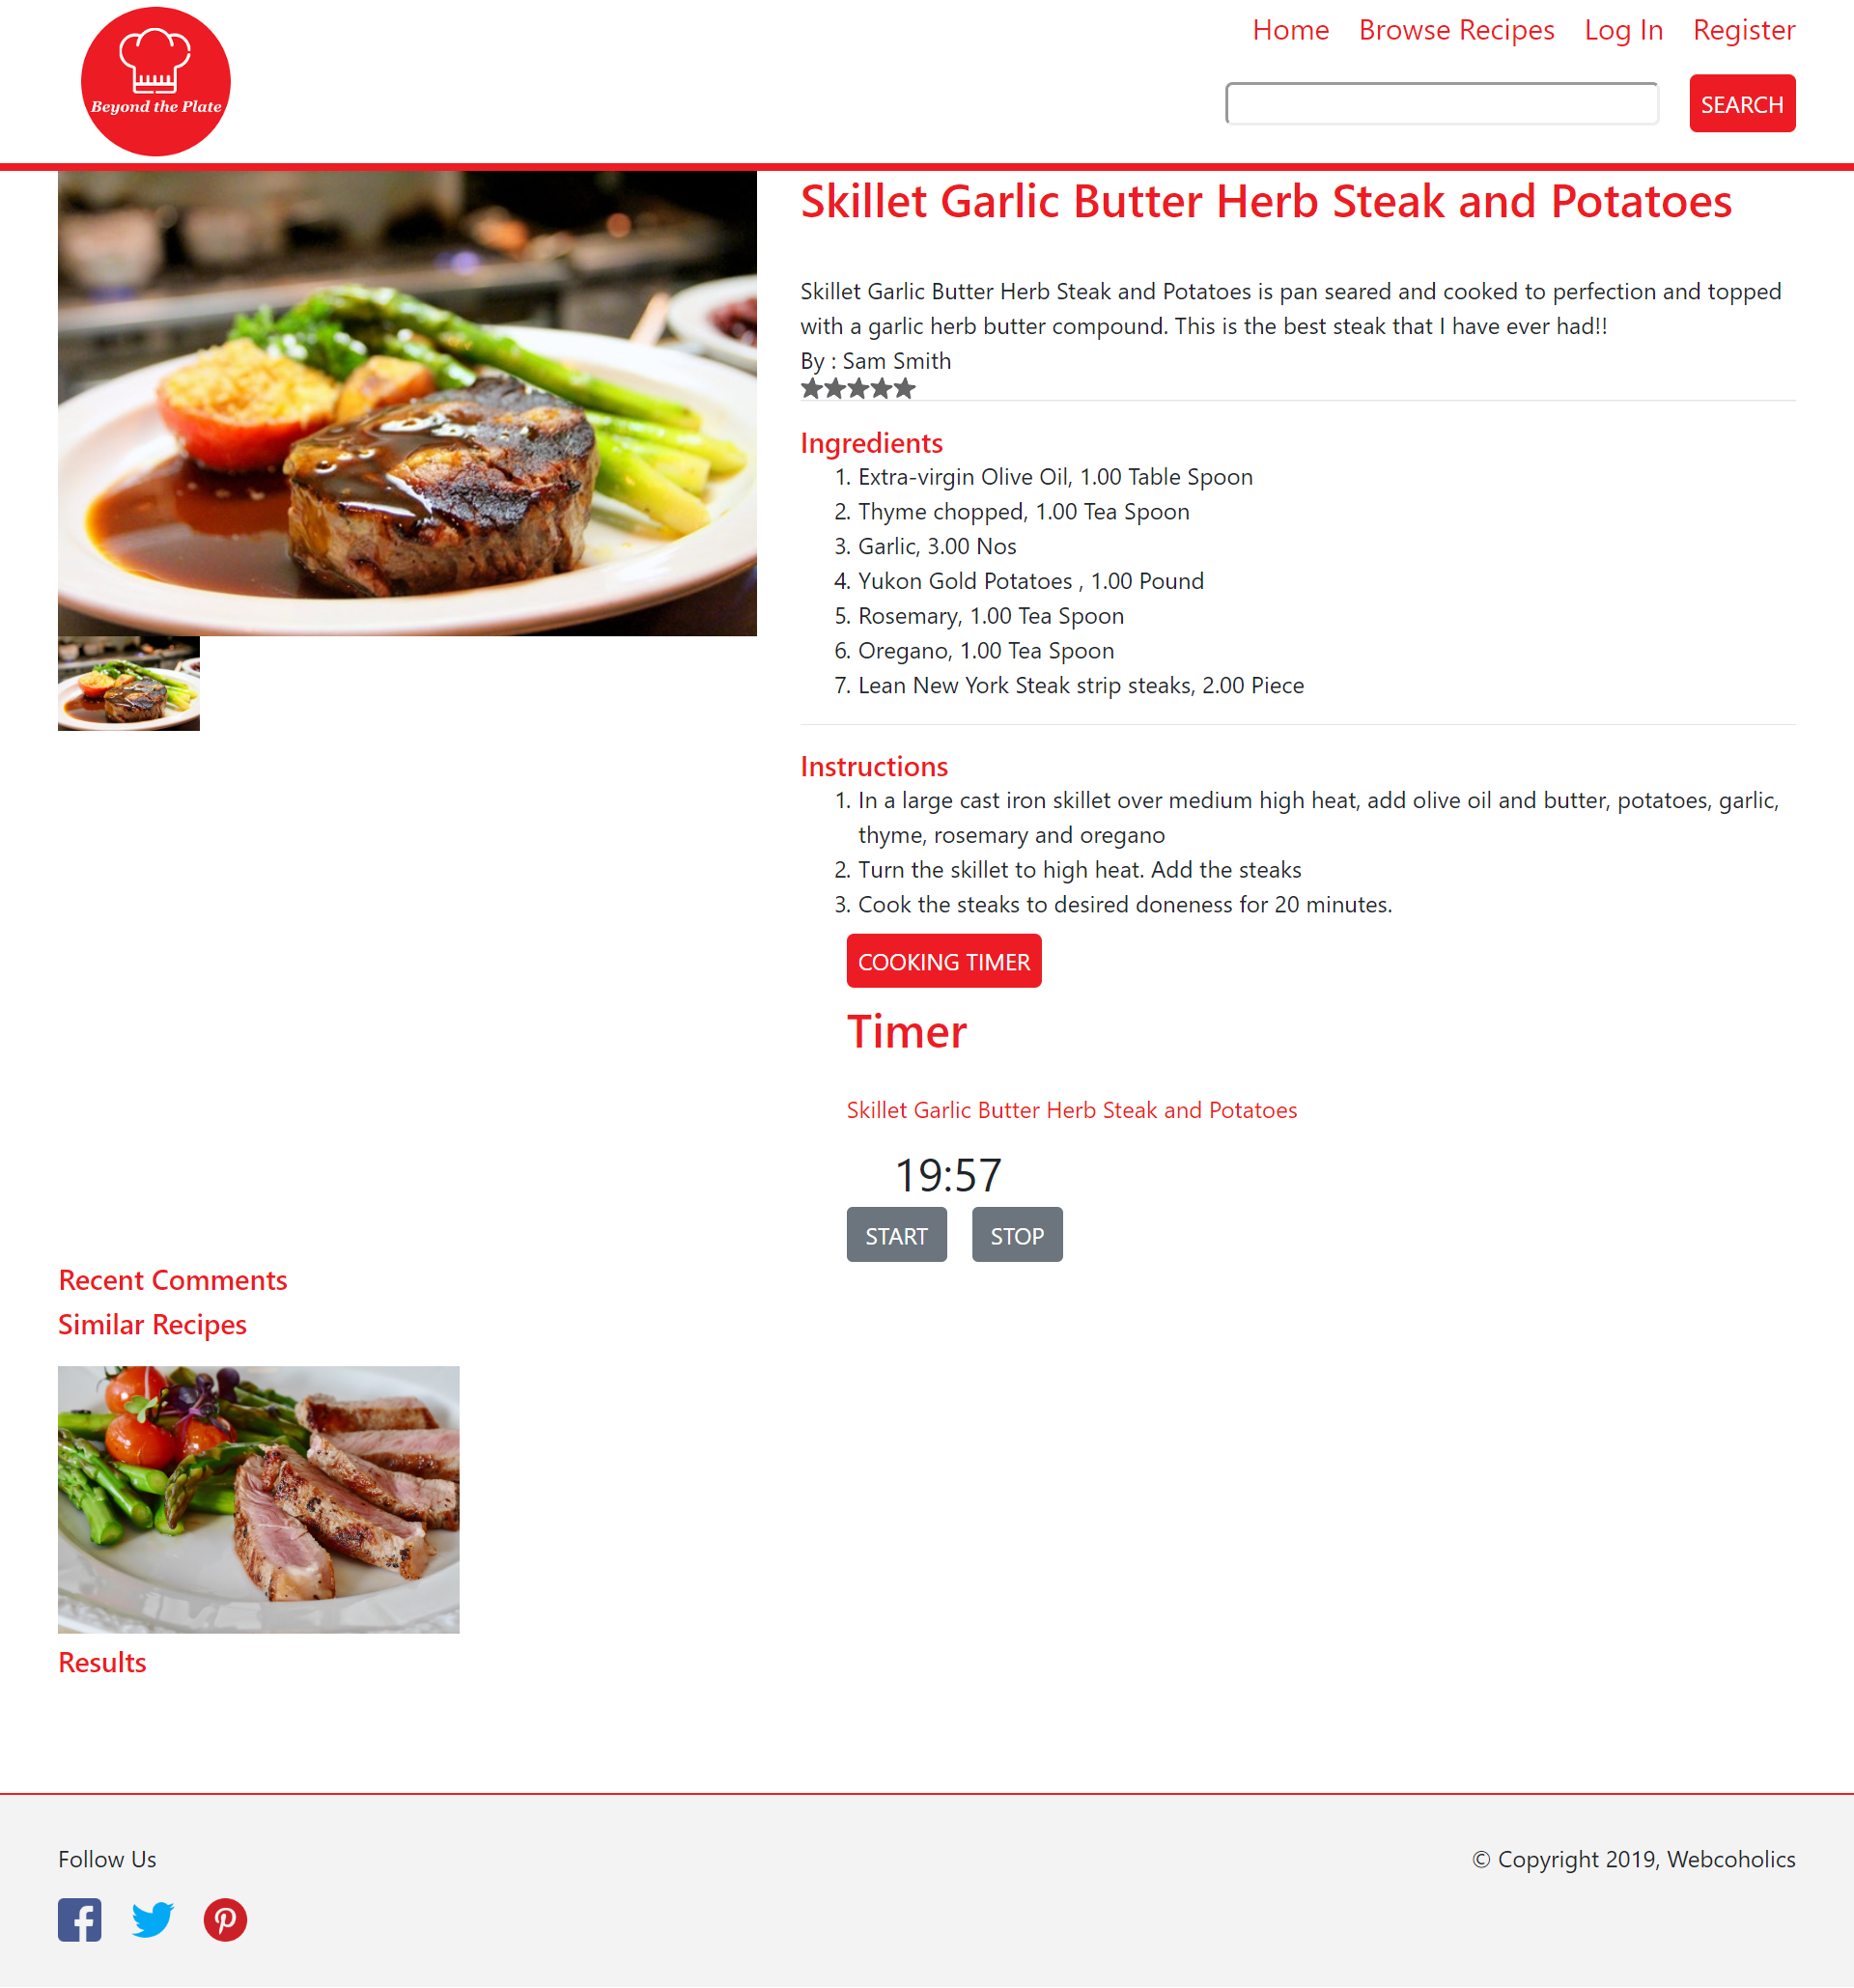 Beyond the Plate
Home Browse Recipes Log In Register
SEARCH
Skillet Garlic Butter Herb Steak and Potatoes
Skillet Garlic Butter Herb Steak and Potatoes is pan seared and cooked to perfection and topped
with a garlic herb butter compound. This is the best steak that I have ever had!!
By : Sam Smith
Ingredients
1. Extra-virgin Olive Oil, 1.00 Table Spoon
2. Thyme chopped, 1.00 Tea Spoon
3. Garlic, 3.00 Nos
4. Yukon Gold Potatoes , 1.00 Pound
5. Rosemary, 1.00 Tea Spoon
6. Oregano, 1.00 Tea Spoon
7. Lean New York Steak strip steaks, 2.00 Piece
Instructions
1. In a large cast iron skillet over medium high heat, add olive oil and butter, potatoes, garlic,
thyme, rosemary and oregano
2. Turn the skillet to high heat. Add the steaks
3. Cook the steaks to desired doneness for 20 minutes.
COOKING TIMER
Timer
Skillet Garlic Butter Herb Steak and Potatoes
19:57
START STOP
Recent Comments
Similar Recipes
Results
Follow Us
© Copyright 2019, Webcoholics